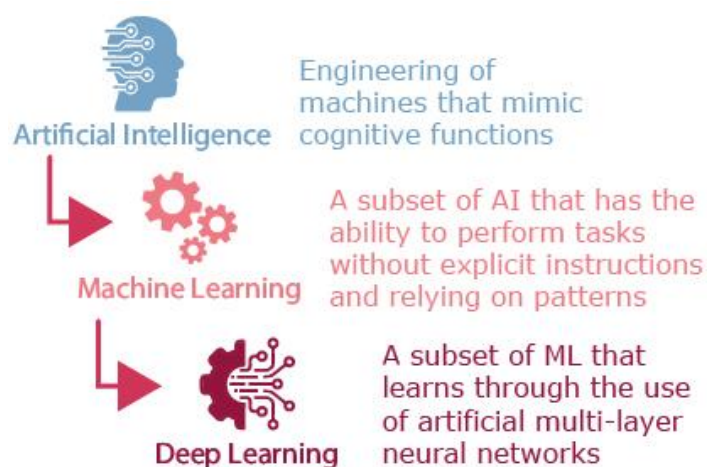 Artificial Intelligence
Engineering of
machines that mimic
cognitive functions
Machine Learning
A subset of AI that has the
ability to perform tasks
without explicit instructions
and relying on patterns
Deep Learning
A subset of ML that
learns through the use
of artificial multi-layer
neural networks